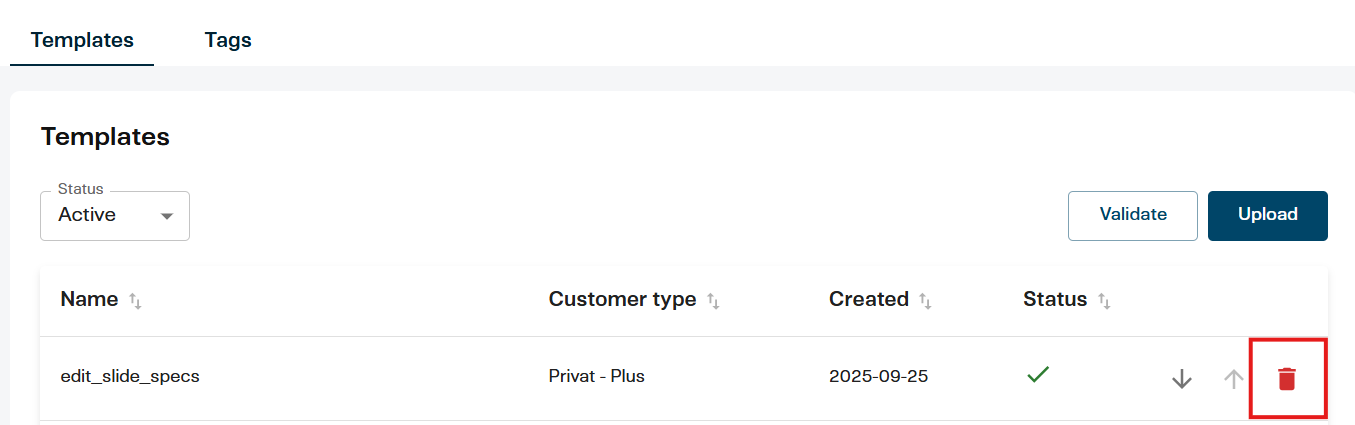 Templates Tags
Templates
Status
Active
Validate Upload
Name Customer type Created Status
edit_slide_specs Privat - Plus 2025-09-25